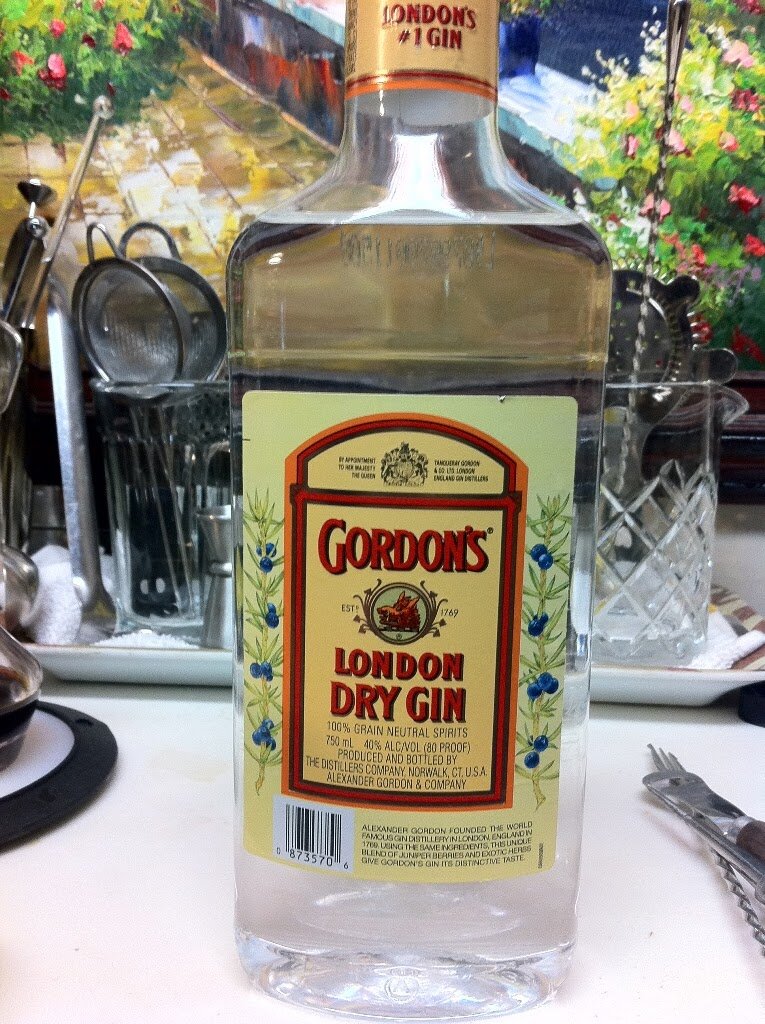 LONDON'S
#1 GIN
BY APPOINTMENT
TO HER MAJESTY
THE QUEEN
TANQUERAY GORDON
& CO. LTD. LONDON
ENGLAND GIN DISTILLERS
GORDON'S®
ESTD 1769
LONDON
DRY GIN
100% GRAIN NEUTRAL SPIRITS
750 mL 40% ALC/VOL (80 PROOF)
PRODUCED AND BOTTLED BY
THE DISTILLERS COMPANY, NORWALK, CT. U.S.A.
ALEXANDER GORDON & COMPANY
0 873570 6
ALEXANDER GORDON FOUNDED THE WORLD
FAMOUS GIN DISTILLERY IN LONDON, ENGLAND IN
1769. USING THE SAME INGREDIENTS, THIS UNIQUE
BLEND OF JUNIPER BERRIES AND EXOTIC HERBS
GIVE GORDON'S GIN ITS DISTINCTIVE TASTE.